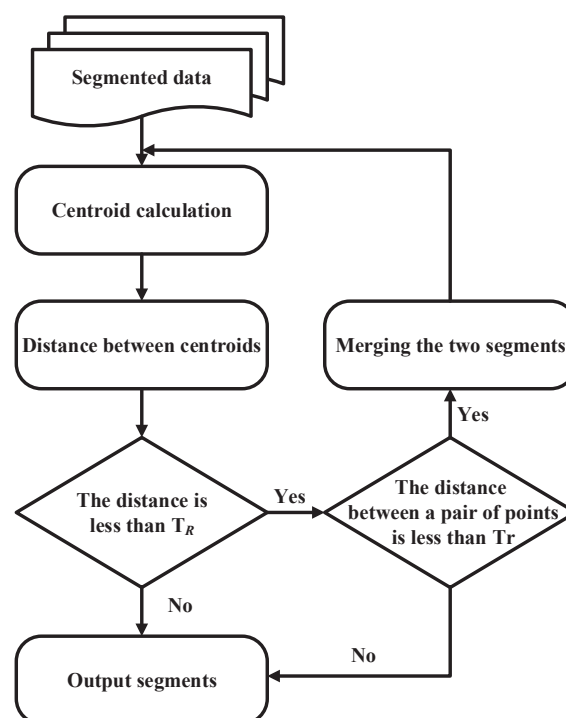 Segmented data
Centroid calculation
Distance between centroids
Merging the two segments
Yes
The distance is
less than T_R
Yes
The distance
between a pair of points
is less than Tr
No
No
Output segments